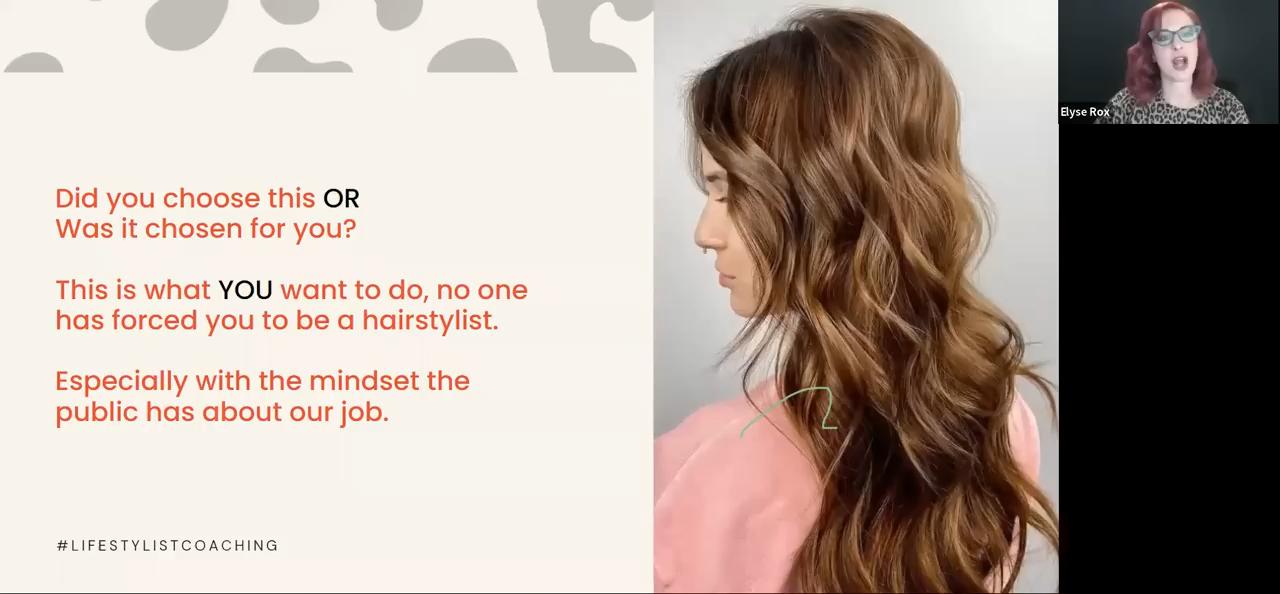 Did you choose this OR
Was it chosen for you?
This is what YOU want to do, no one
has forced you to be a hairstylist.
Especially with the mindset the
public has about our job.
#LIFESTYLISTCOACHING
Elyse Rox